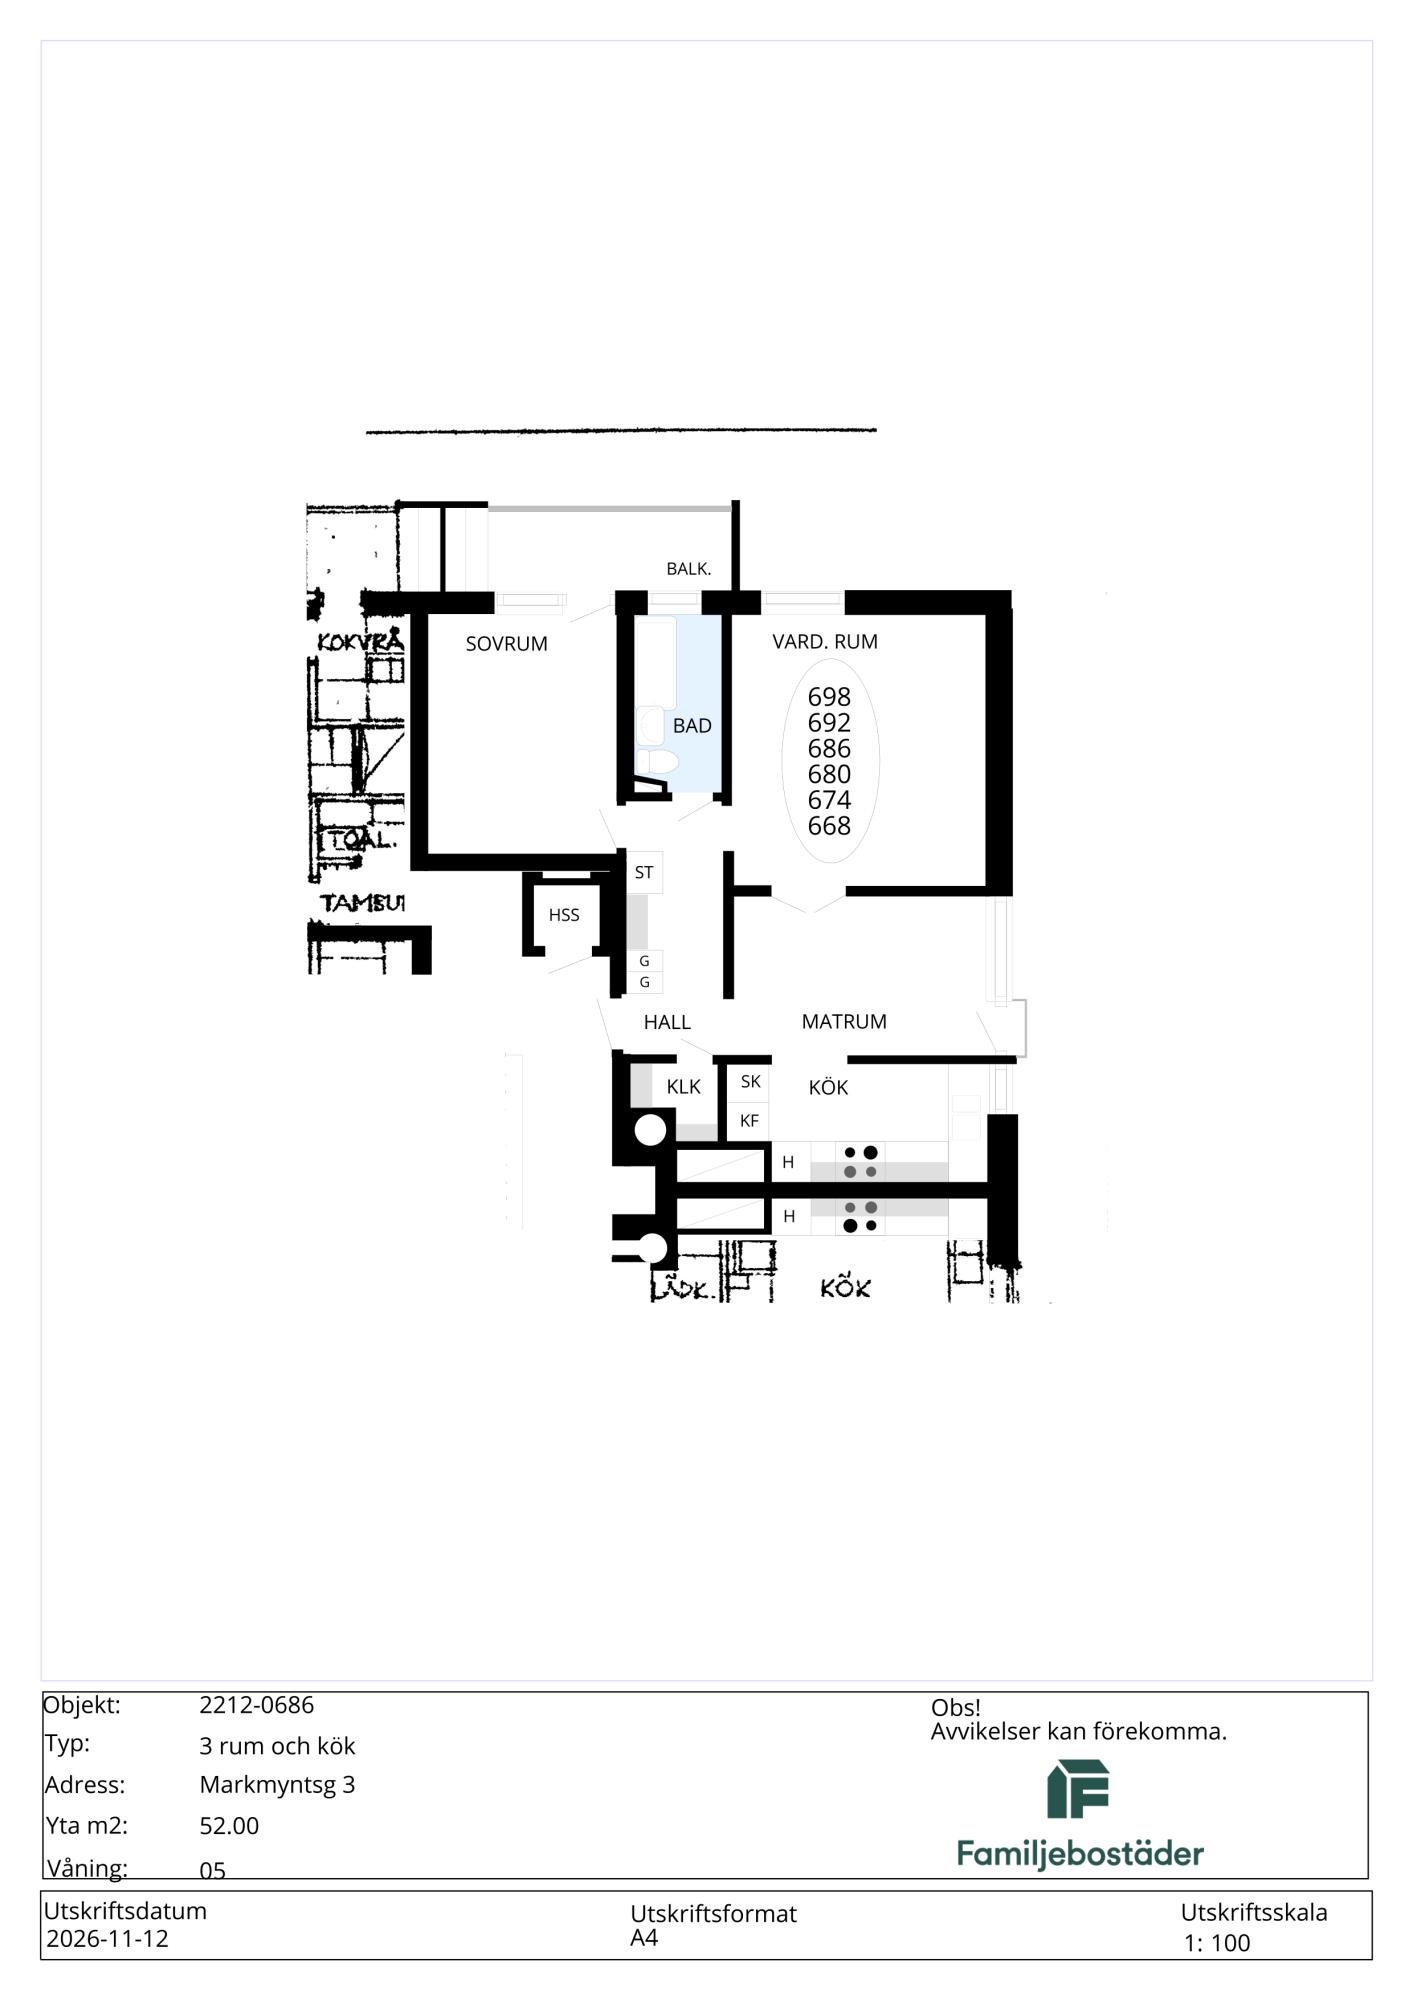 BALK.
KOKVRÅ
SOVRUM
VARD. RUM
698
692
686
680
674
668
BAD
TOAL.
ST
TAMBUI
HSS
G
G
HALL
MATRUM
KLK
SK
KÖK
KF
H
H
LÄDK.
KÖK
Objekt: 2212-0686
Typ: 3 rum och kök
Adress: Markmyntsg 3
Yta m2: 52.00
Våning: 05
Obs!
Avvikelser kan förekomma.
F
Familjebostäder
Utskriftsdatum
2026-11-12
Utskriftsformat
A4
Utskriftsskala
1: 100